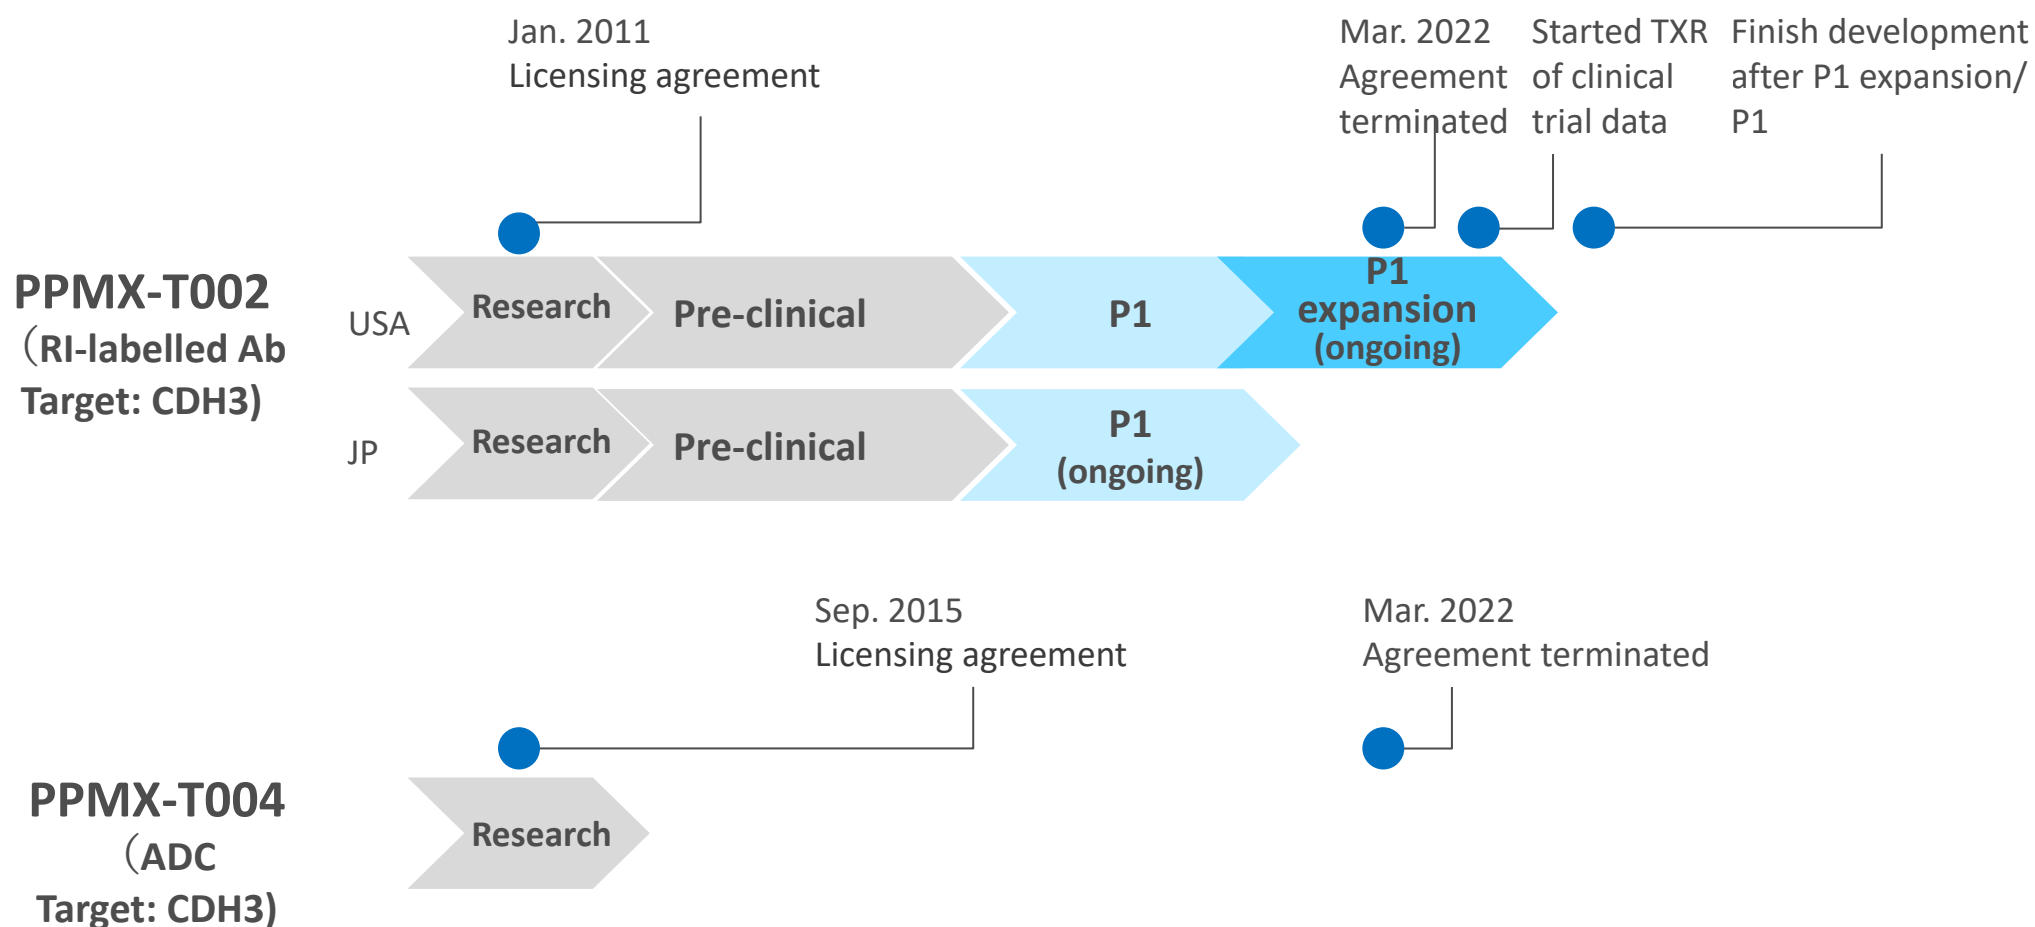 Jan. 2011
Licensing agreement
Mar. 2022
Agreement
terminated
Started TXR
of clinical
trial data
Finish development
after P1 expansion/
P1
PPMX-T002
（RI-labelled Ab
Target: CDH3)
USA
Research
Pre-clinical
P1
P1
expansion
(ongoing)
JP
Research
Pre-clinical
P1
(ongoing)
Sep. 2015
Licensing agreement
Mar. 2022
Agreement terminated
PPMX-T004
（ADC
Target: CDH3)
Research